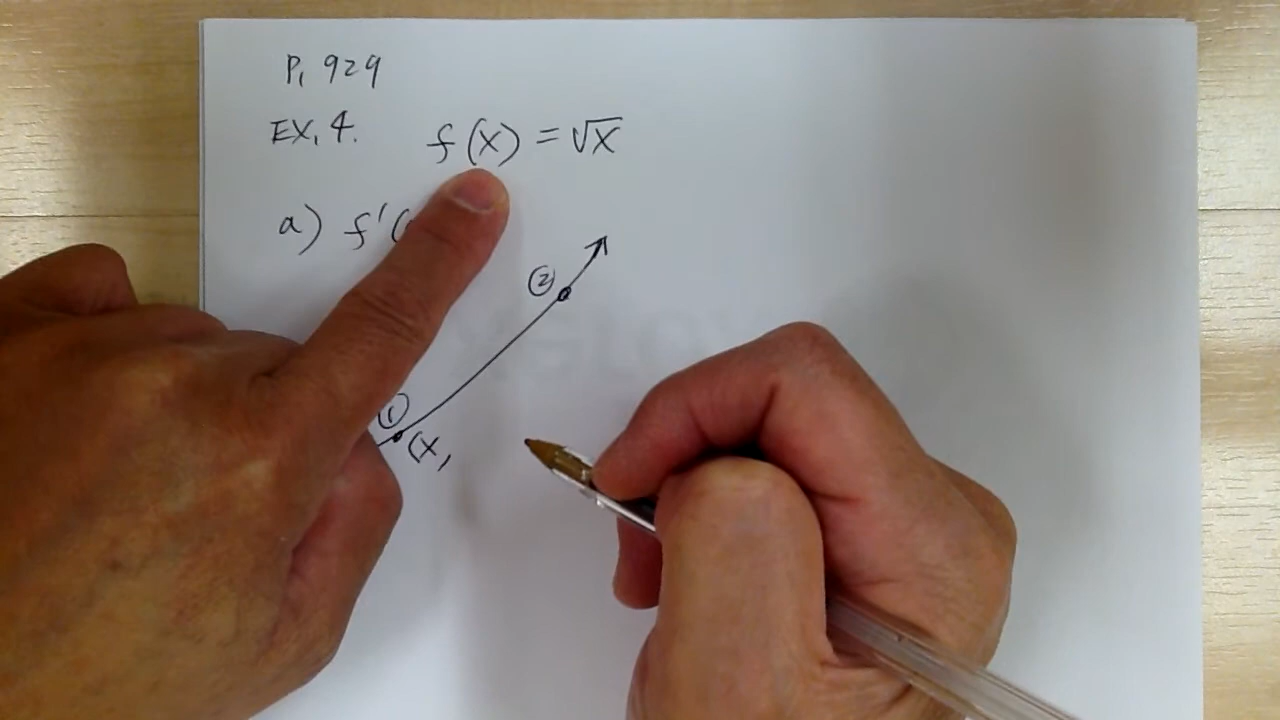 P, 929
EX, 4. f(x) = √x
a) f'(
②
①
(x,